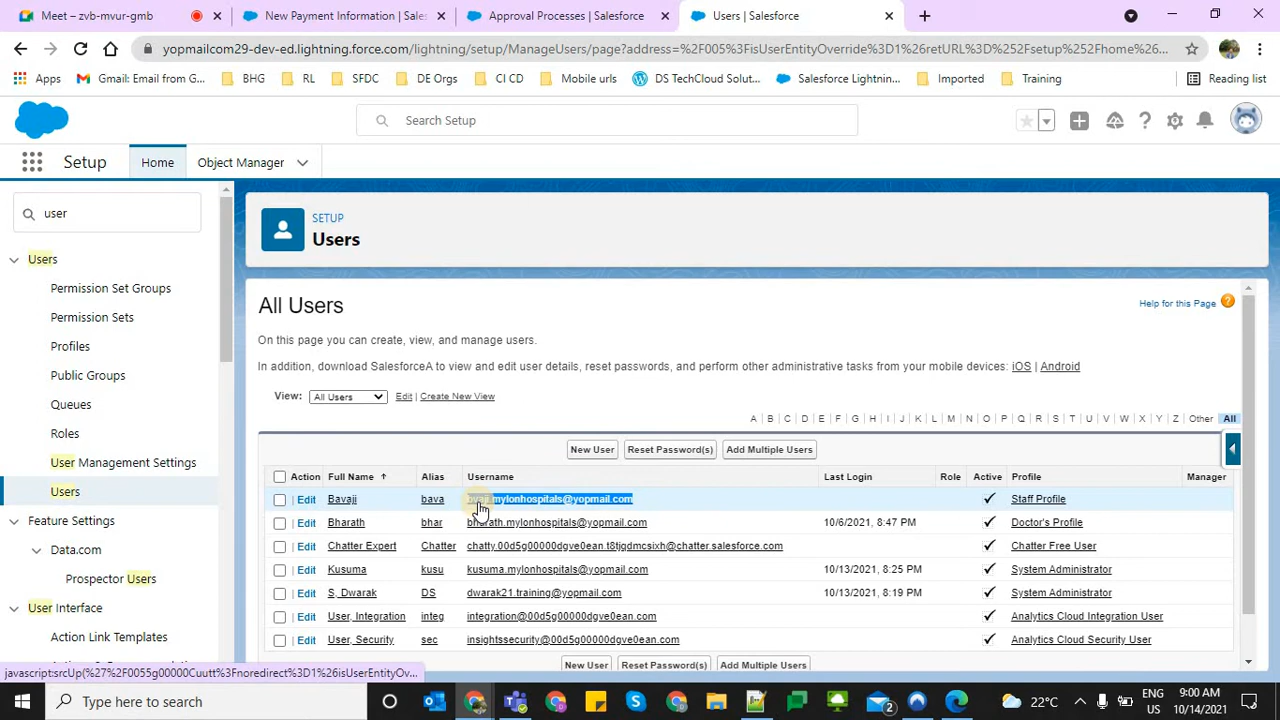 Meet – zvb-mvur-gmb
New Payment Information | Sales
Approval Processes | Salesforce
Users | Salesforce
yopmailcom29-dev-ed.lightning.force.com/lightning/setup/ManageUsers/page?address=%2F005%3FisUserEntityOverride%3D1%26retURL%3D%252Fsetup%252Fhome%...
Apps
Gmail: Email from G...
BHG
RL
SFDC
DE Orgs
CI CD
Mobile urls
DS TechCloud Solut...
Salesforce Lightnin...
Imported
Training
Reading list
Search Setup
Setup
Home
Object Manager
user
Users
Permission Set Groups
Permission Sets
Profiles
Public Groups
Queues
Roles
User Management Settings
Users
Feature Settings
Data.com
Prospector Users
User Interface
Action Link Templates
SETUP
Users
All Users
Help for this Page
On this page you can create, view, and manage users.
In addition, download SalesforceA to view and edit user details, reset passwords, and perform other administrative tasks from your mobile devices: iOS | Android
View: All Users Edit | Create New View
A B C D E F G H I J K L M N O P Q R S T U V W X Y Z Other All
New User Reset Password(s) Add Multiple Users
Action Full Name Alias Username Last Login Role Active Profile Manager
Edit Bavaji bava bvaji.mylonhospitals@yopmail.com Staff Profile
Edit Bharath bhar bharath.mylonhospitals@yopmail.com 10/6/2021, 8:47 PM Doctor's Profile
Edit Chatter Expert Chatter chatty.00d5g00000dgve0ean.t8tjqdmcsixh@chatter.salesforce.com Chatter Free User
Edit Kusuma kusu kusuma.mylonhospitals@yopmail.com 10/13/2021, 8:25 PM System Administrator
Edit S, Dwarak DS dwarak21.training@yopmail.com 10/13/2021, 8:19 PM System Administrator
Edit User, Integration integ integration@00d5g00000dgve0ean.com Analytics Cloud Integration User
Edit User, Security sec insightssecurity@00d5g00000dgve0ean.com Analytics Cloud Security User
New User Reset Password(s) Add Multiple Users
javascript:srcUp(%27%2F0055g00000Cuutt%3Fnoredirect%3D1%26isUserEntityOv...
Type here to search
2
22°C
ENG
US
9:00 AM
10/14/2021